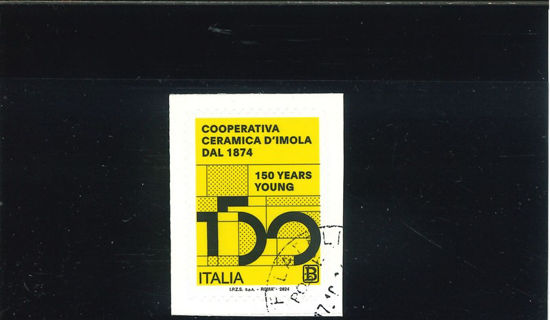 COOPERATIVA
CERAMICA D'IMOLA
DAL 1874
150 YEARS
YOUNG
150
ITALIA B
I.P.Z.S. S.p.A. - ROMA - 2024